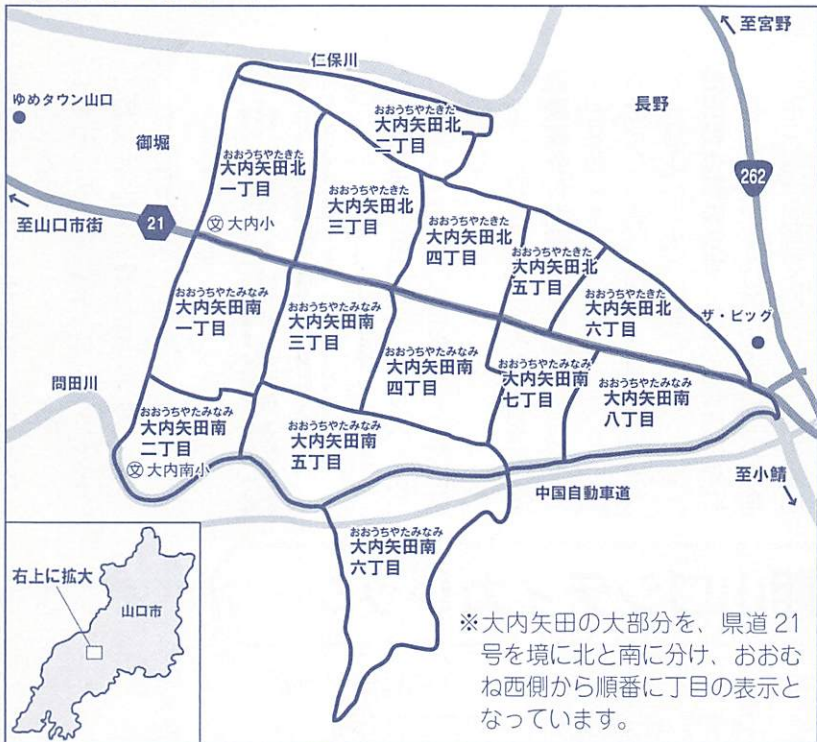 至宮野
仁保川
ゆめタウン山口
長野
御堀
おおうちやたきた
大内矢田北
二丁目
おおうちやたきた
大内矢田北
一丁目
262
おおうちやたきた
大内矢田北
三丁目
至山口市街
21
文 大内小
おおうちやたきた
大内矢田北
四丁目
おおうちやたきた
大内矢田北
五丁目
おおうちやたきた
大内矢田北
六丁目
ザ・ビッグ
おおうちやたみなみ
大内矢田南
一丁目
おおうちやたみなみ
大内矢田南
三丁目
おおうちやたみなみ
大内矢田南
四丁目
おおうちやたみなみ
大内矢田南
七丁目
おおうちやたみなみ
大内矢田南
八丁目
問田川
おおうちやたみなみ
大内矢田南
二丁目
文 大内南小
おおうちやたみなみ
大内矢田南
五丁目
至小鯖
中国自動車道
おおうちやたみなみ
大内矢田南
六丁目
右上に拡大
山口市
※大内矢田の大部分を、県道21
号を境に北と南に分け、おおむ
ね西側から順番に丁目の表示と
なっています。